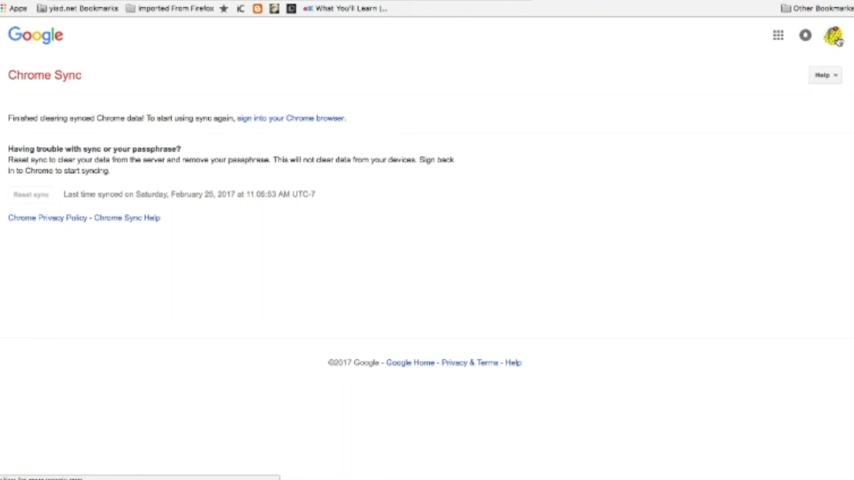 Apps yisd.net Bookmarks Imported From Firefox What You'll Learn |... Other Bookmarks
Google
Chrome Sync
Help
Finished clearing synced Chrome data! To start using sync again, sign into your Chrome browser.
Having trouble with sync or your passphrase?
Reset sync to clear your data from the server and remove your passphrase. This will not clear data from your devices. Sign back
in to Chrome to start syncing.
Reset sync Last time synced on Saturday, February 25, 2017 at 11:06:53 AM UTC-7
Chrome Privacy Policy - Chrome Sync Help
©2017 Google - Google Home - Privacy & Terms - Help